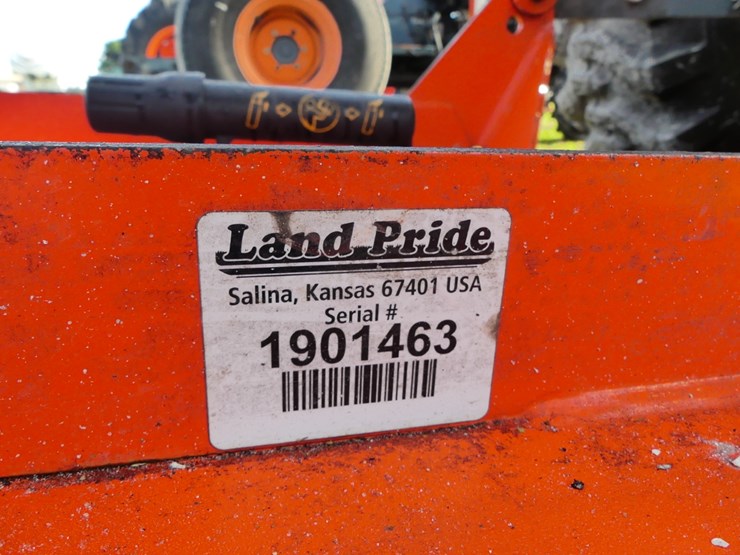 Land Pride
Salina, Kansas 67401 USA
Serial #
1901463